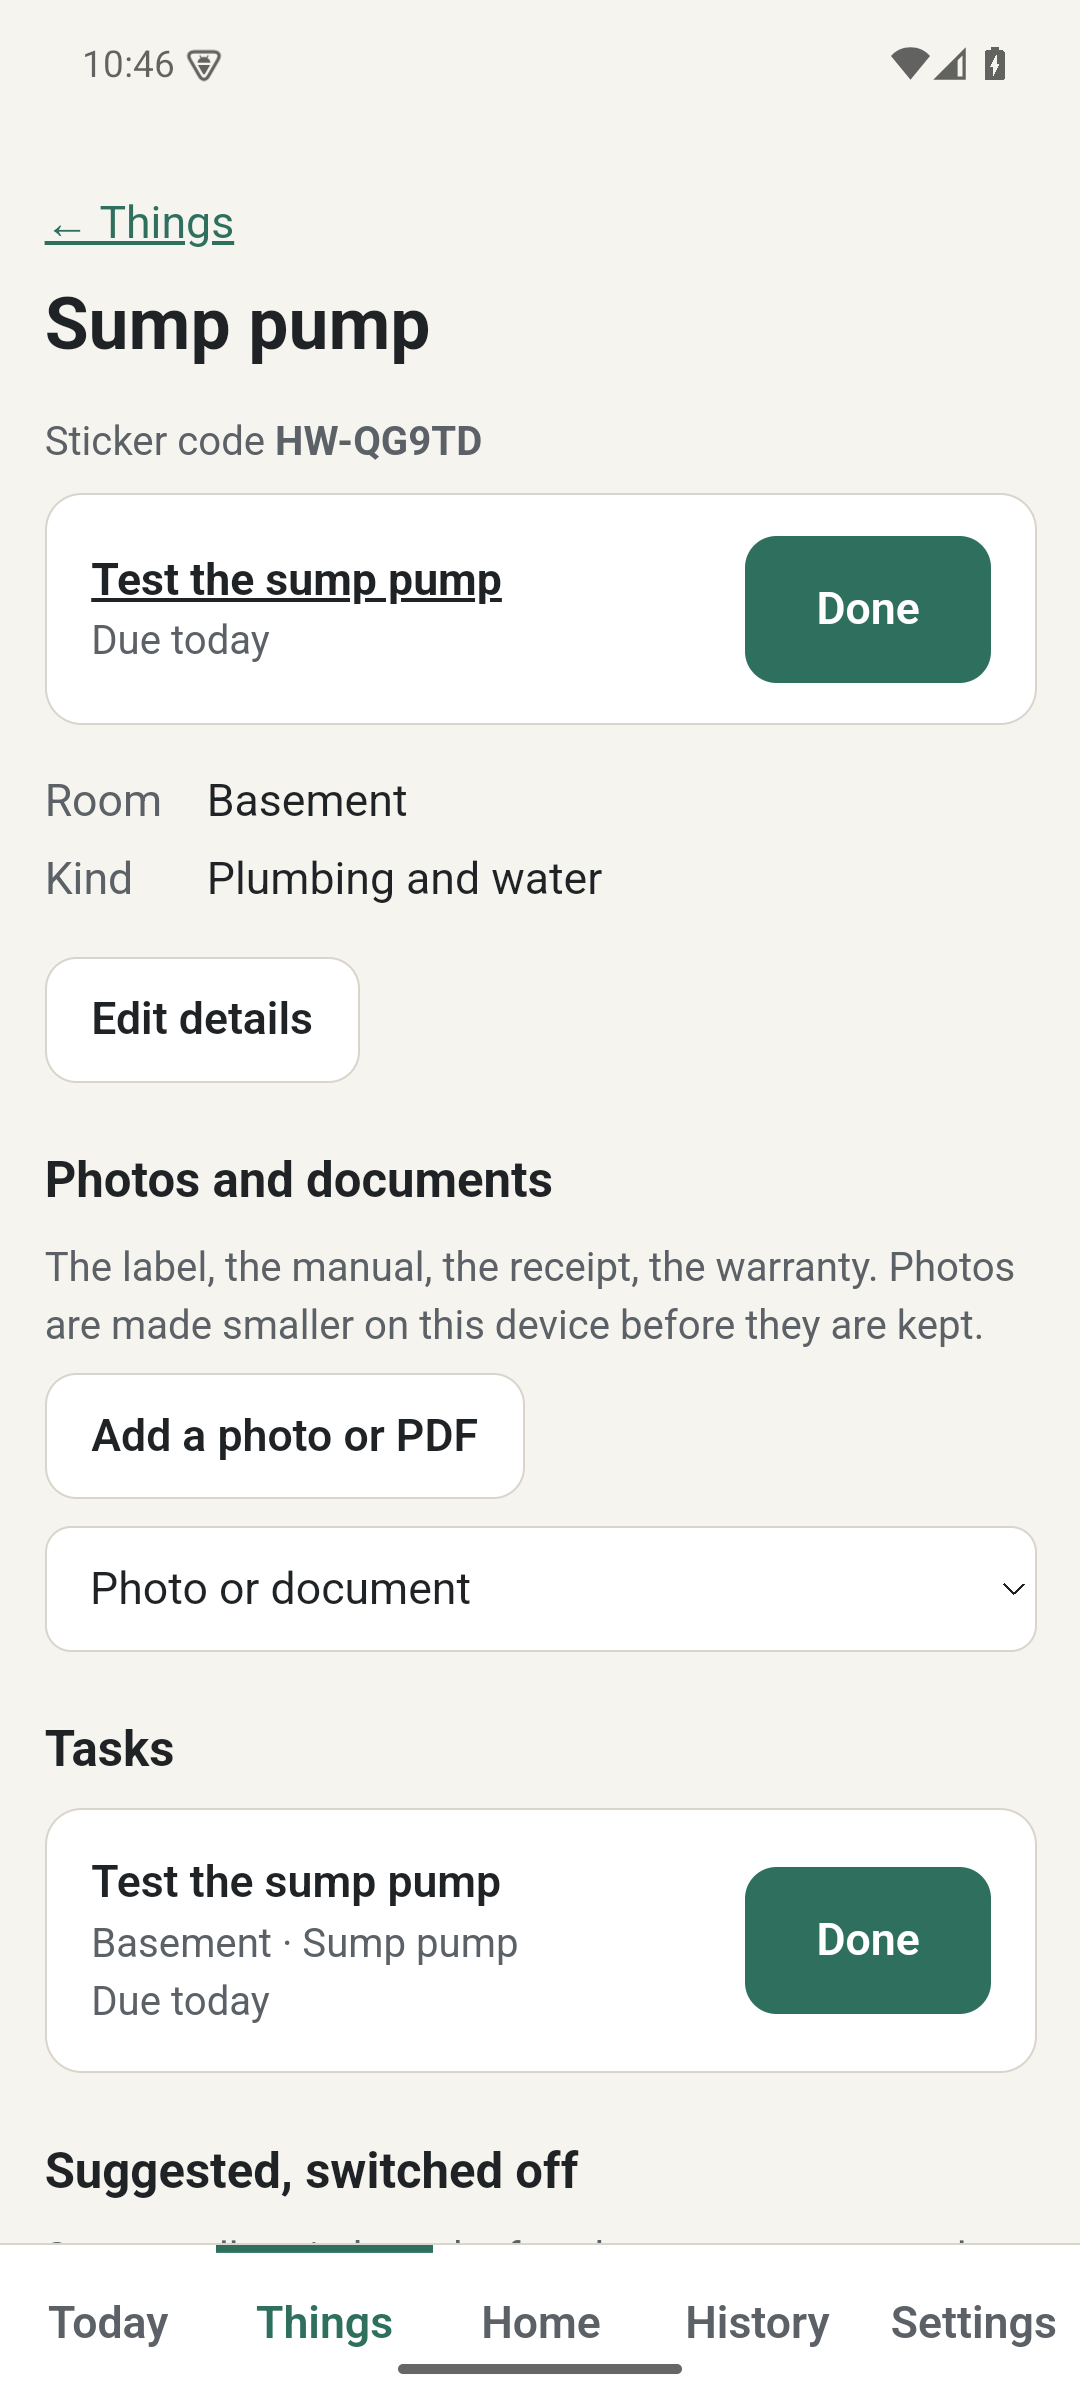 10:46
← Things
Sump pump
Sticker code HW-QG9TD
Test the sump pump
Due today
Done
Room Basement
Kind Plumbing and water
Edit details
Photos and documents
The label, the manual, the receipt, the warranty. Photos
are made smaller on this device before they are kept.
Add a photo or PDF
Photo or document
Tasks
Test the sump pump
Basement · Sump pump
Due today
Done
Suggested, switched off
Today Things Home History Settings